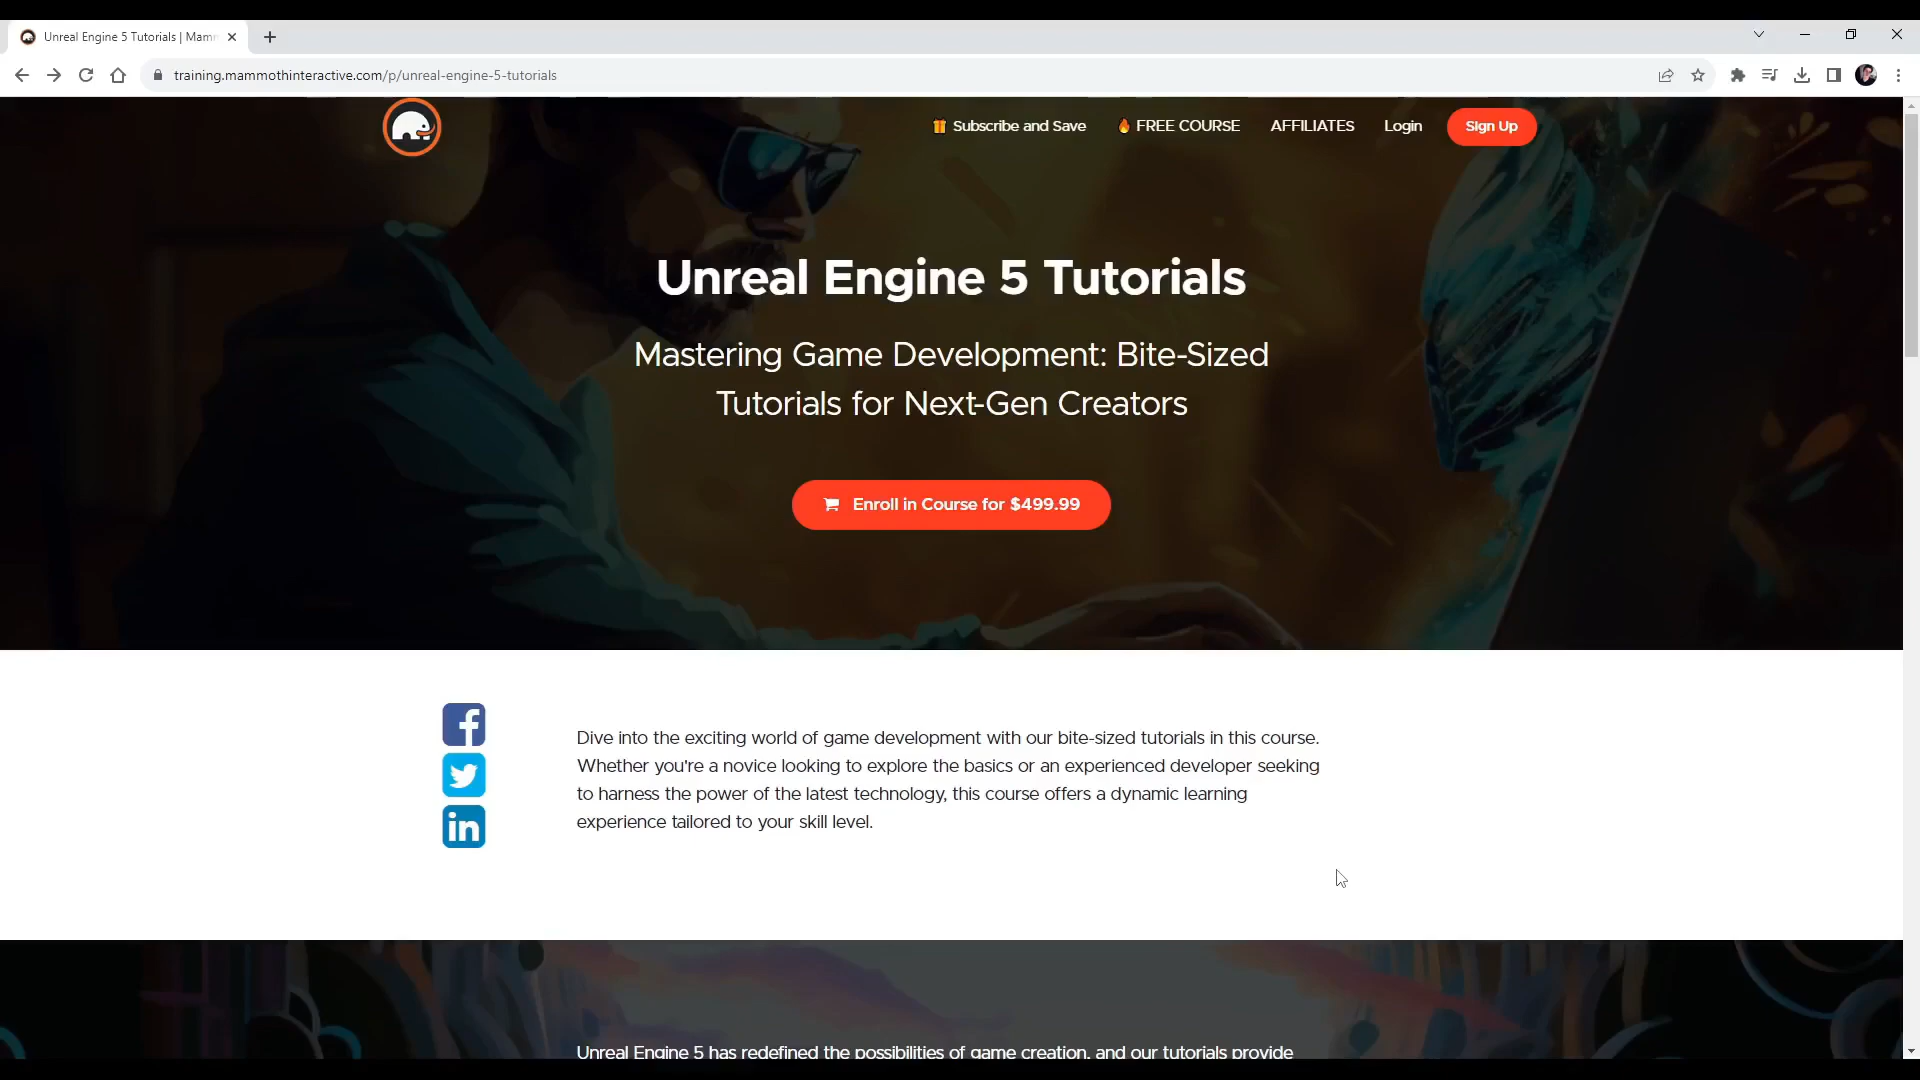 Unreal Engine 5 Tutorials | Mam
training.mammothinteractive.com/p/unreal-engine-5-tutorials
Subscribe and Save
FREE COURSE
AFFILIATES
Login
Sign Up
Unreal Engine 5 Tutorials
Mastering Game Development: Bite-Sized
Tutorials for Next-Gen Creators
Enroll in Course for $499.99
Dive into the exciting world of game development with our bite-sized tutorials in this course.
Whether you're a novice looking to explore the basics or an experienced developer seeking
to harness the power of the latest technology, this course offers a dynamic learning
experience tailored to your skill level.
Unreal Engine 5 has redefined the possibilities of game creation, and our tutorials provide